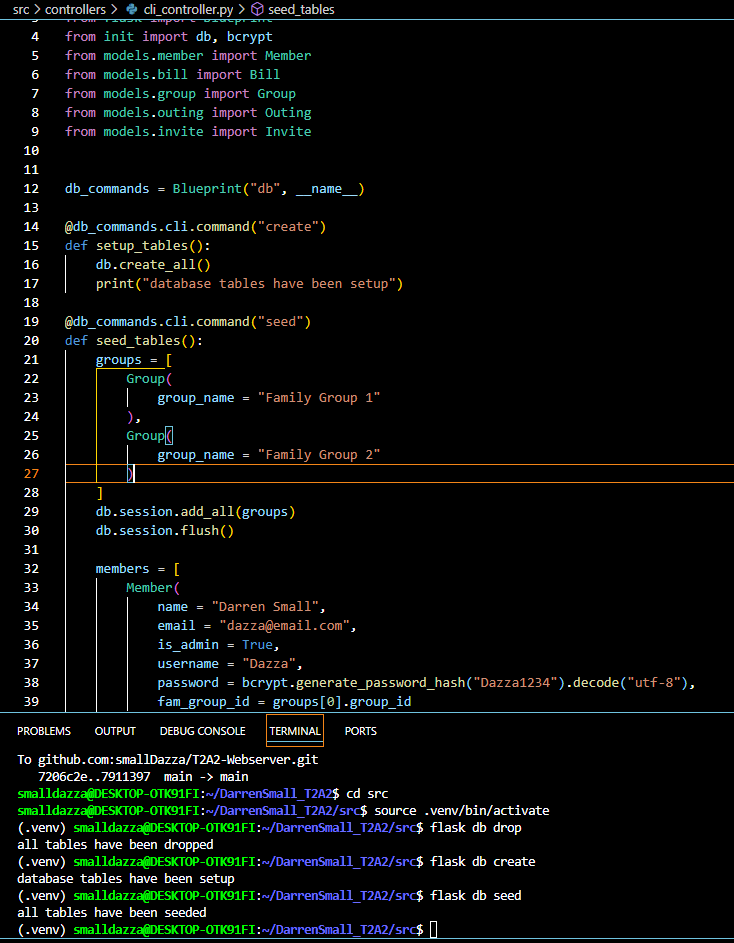 src > controllers > cli_controller.py > seed_tables
3 from flask import Blueprint
4 from init import db, bcrypt
5 from models.member import Member
6 from models.bill import Bill
7 from models.group import Group
8 from models.outing import Outing
9 from models.invite import Invite
10
11
12 db_commands = Blueprint("db", __name__)
13
14 @db_commands.cli.command("create")
15 def setup_tables():
16     db.create_all()
17     print("database tables have been setup")
18
19 @db_commands.cli.command("seed")
20 def seed_tables():
21     groups = [
22         Group(
23             group_name = "Family Group 1"
24         ),
25         Group(
26             group_name = "Family Group 2"
27         )
28     ]
29     db.session.add_all(groups)
30     db.session.flush()
31
32     members = [
33         Member(
34             name = "Darren Small",
35             email = "dazza@email.com",
36             is_admin = True,
37             username = "Dazza",
38             password = bcrypt.generate_password_hash("Dazza1234").decode("utf-8"),
39             fam_group_id = groups[0].group_id
PROBLEMS OUTPUT DEBUG CONSOLE TERMINAL PORTS
To github.com:smallDazza/T2A2-Webserver.git
   7206c2e..7911397  main -> main
smalldazza@DESKTOP-OTK91FI:~/DarrenSmall_T2A2$ cd src
smalldazza@DESKTOP-OTK91FI:~/DarrenSmall_T2A2/src$ source .venv/bin/activate
(.venv) smalldazza@DESKTOP-OTK91FI:~/DarrenSmall_T2A2/src$ flask db drop
all tables have been dropped
(.venv) smalldazza@DESKTOP-OTK91FI:~/DarrenSmall_T2A2/src$ flask db create
database tables have been setup
(.venv) smalldazza@DESKTOP-OTK91FI:~/DarrenSmall_T2A2/src$ flask db seed
all tables have been seeded
(.venv) smalldazza@DESKTOP-OTK91FI:~/DarrenSmall_T2A2/src$